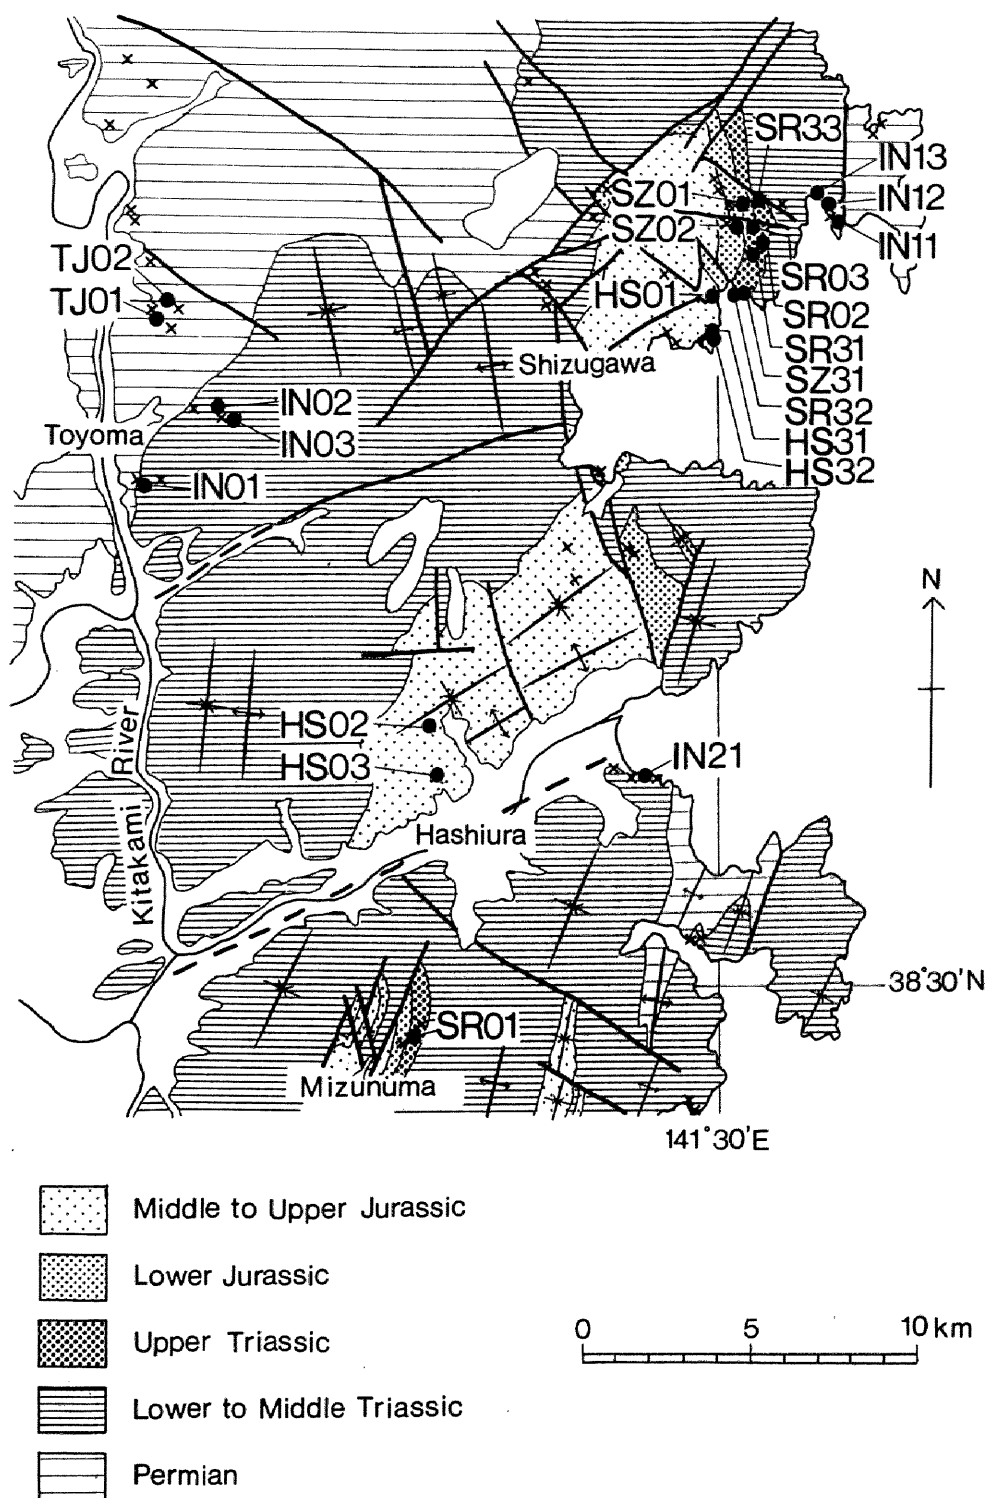 SR33
IN13
SZ01
IN12
SZ02
IN11
TJ02
SR03
HS01
TJ01
SR02
SR31
Shizugawa
SZ31
IN02
SR32
Toyoma
IN03
HS31
HS32
IN01
N
HS02
River
IN21
HS03
Hashiura
Kitakami
38°30'N
SR01
Mizunuma
141°30'E
Middle to Upper Jurassic
Lower Jurassic
Upper Triassic
0 5 10 km
Lower to Middle Triassic
Permian